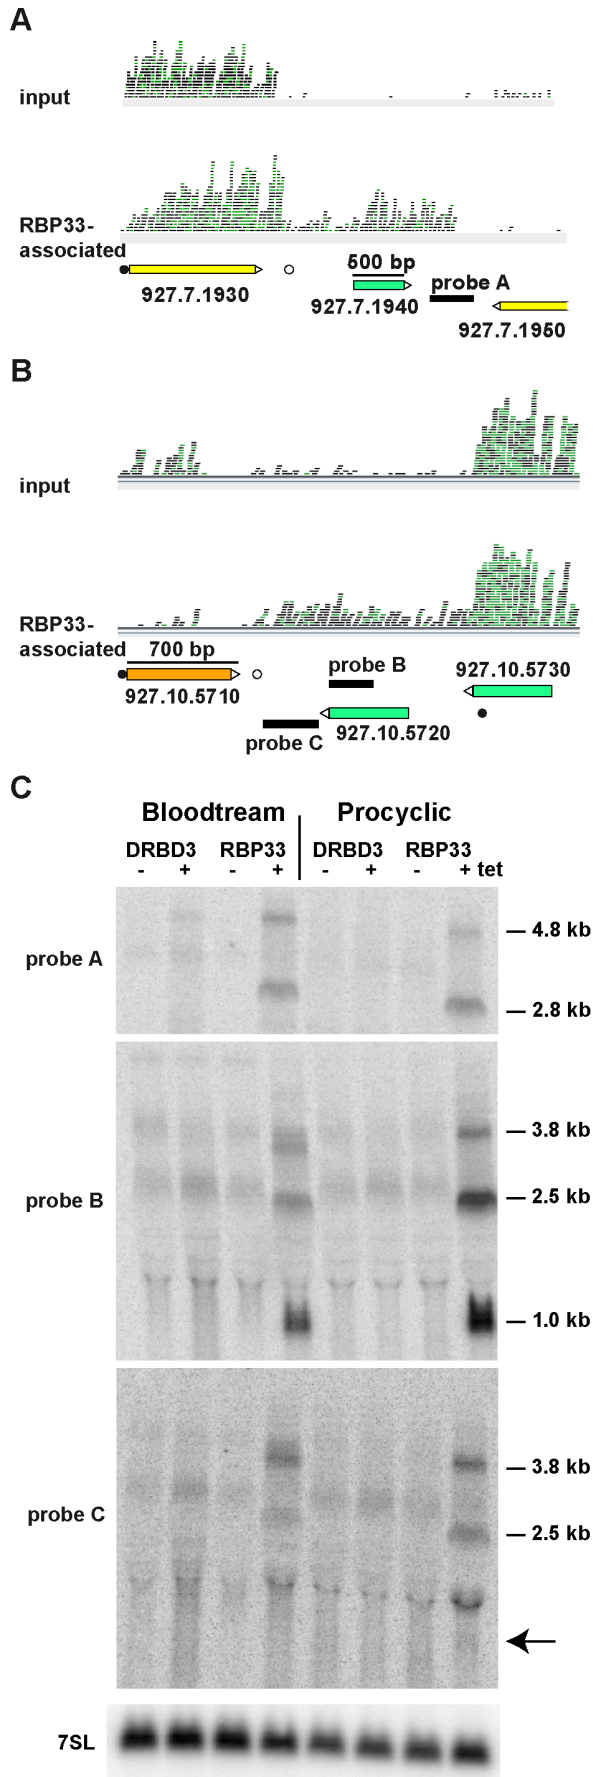 A
input
RBP33-
associated
500 bp
927.7.1930
927.7.1940
probe A
927.7.1950
B
input
RBP33-
associated
700 bp
927.10.5710
probe B
927.10.5730
probe C
927.10.5720
C
Bloodtream Procyclic
DRBD3 RBP33 DRBD3 RBP33
- + - + - + - + tet
probe A
4.8 kb
2.8 kb
probe B
3.8 kb
2.5 kb
1.0 kb
probe C
3.8 kb
2.5 kb
7SL